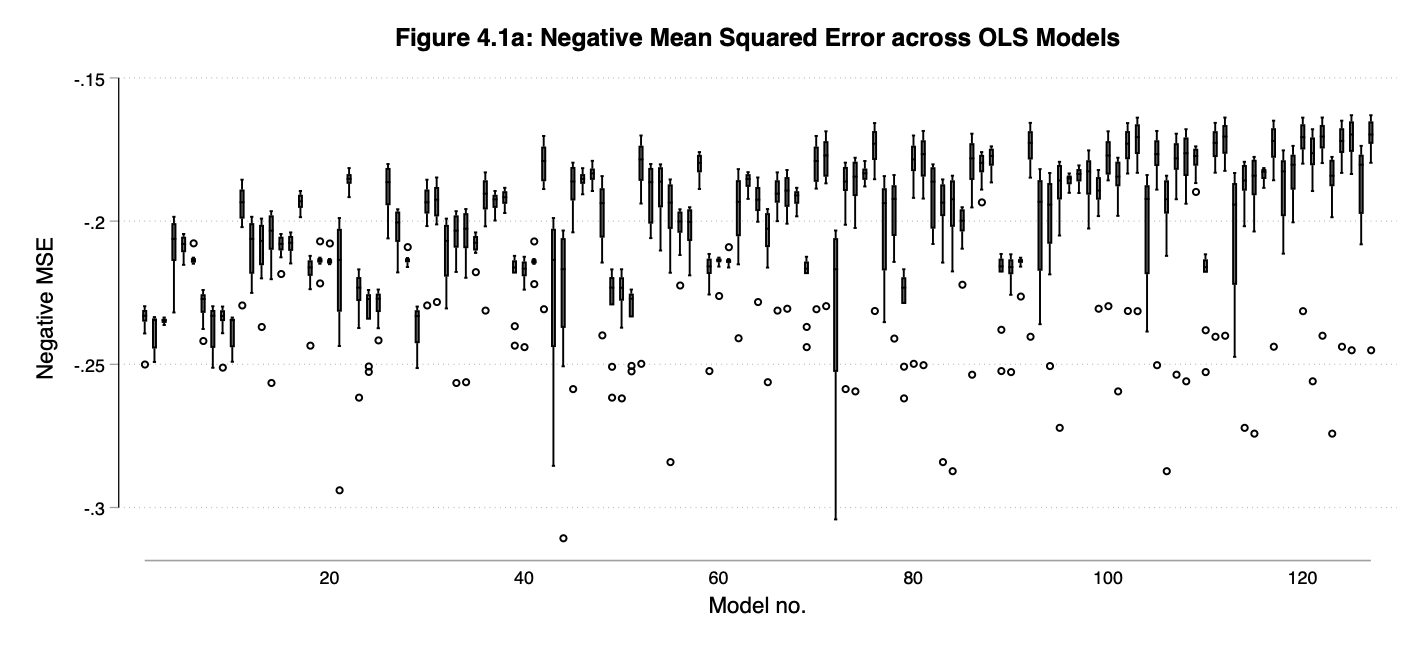 Figure 4.1a: Negative Mean Squared Error across OLS Models
-.15
-.2
-.25
-.3
Negative MSE
20 40 60 80 100 120
Model no.